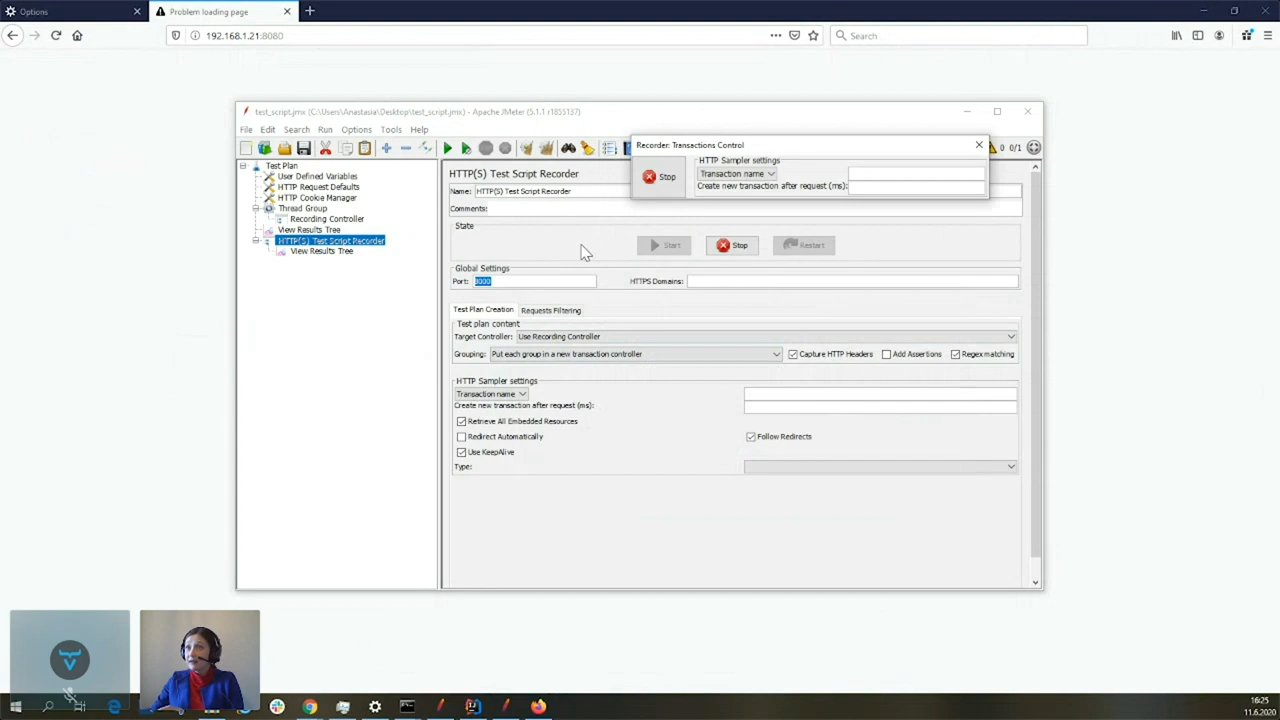 Options
Problem loading page
192.168.1.21:8080
Search
test_script.jmx (C:\Users\Anastasia\Desktop\test_script.jmx) - Apache JMeter (5.1.1 r1855137)
File Edit Search Run Options Tools Help
0 0/1
Recorder: Transactions Control
Stop
HTTP Sampler settings
Transaction name
Create new transaction after request (ms):
Test Plan
User Defined Variables
HTTP Request Defaults
HTTP Cookie Manager
Thread Group
Recording Controller
View Results Tree
HTTP(S) Test Script Recorder
View Results Tree
HTTP(S) Test Script Recorder
Name: HTTP(S) Test Script Recorder
Comments:
State
Start Stop Restart
Global Settings
Port: HTTPS Domains:
Test Plan Creation Requests Filtering
Test plan content
Target Controller: Use Recording Controller
Grouping: Put each group in a new transaction controller Capture HTTP Headers Add Assertions Regex matching
HTTP Sampler settings
Transaction name
Create new transaction after request (ms):
Retrieve All Embedded Resources
Redirect Automatically Follow Redirects
Use KeepAlive
Type:
16:25
11.6.2020